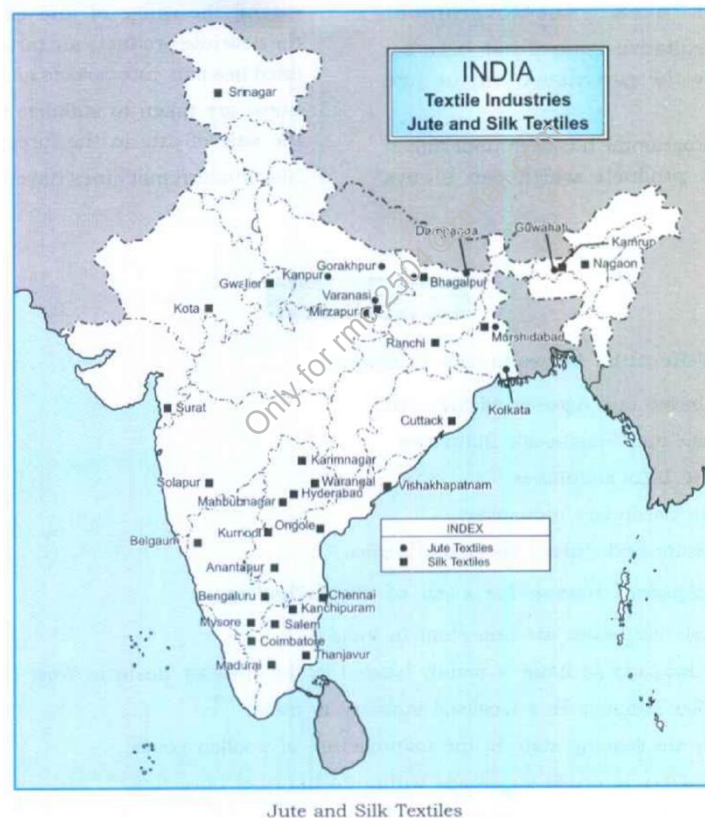 INDIA
Textile Industries
Jute and Silk Textiles
Srinagar
Guwahati
Kamrup
Nagaon
Gorakhpur
Kanpur
Bhagalpur
Gwalior
Varanasi
Mirzapur
Kota
Ranchi
Murshidabad
Kolkata
Surat
Cuttack
Karimnagar
Solapur
Warangal
Hyderabad
Vishakhapatnam
Mahbubnagar
Belgaum
Kurnool
Ongole
INDEX
Jute Textiles
Silk Textiles
Anantapur
Bengaluru
Chennai
Kanchipuram
Mysore
Salem
Coimbatore
Thanjavur
Madurai
Jute and Silk Textiles